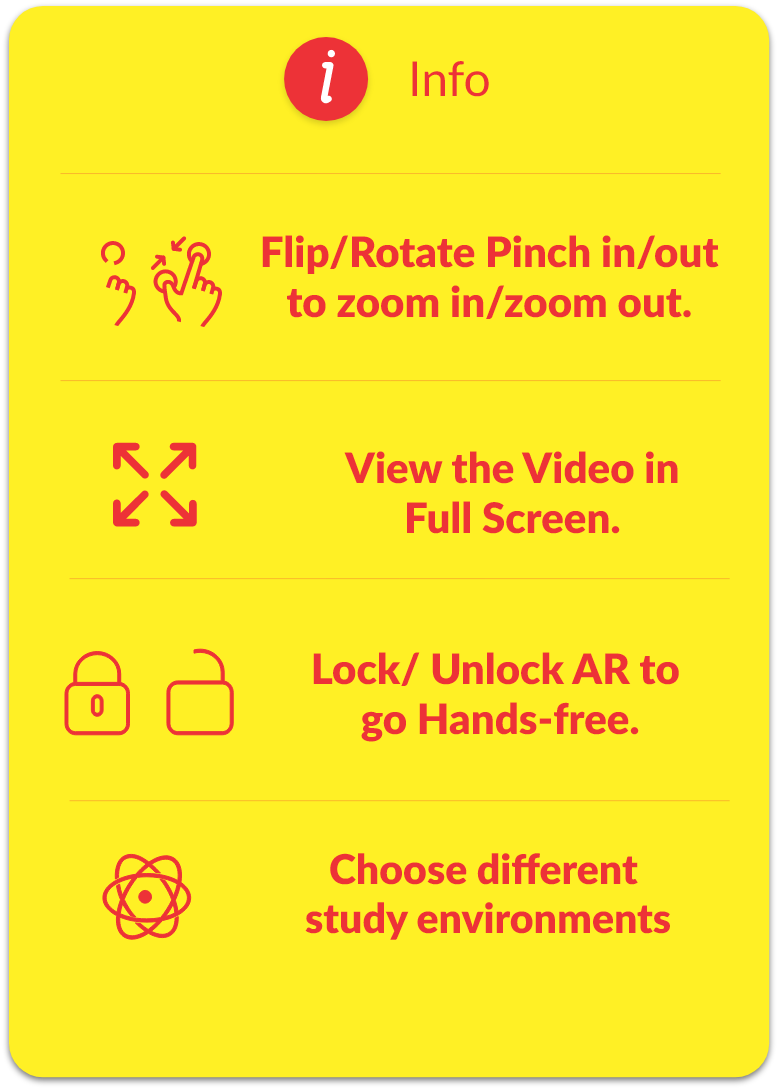 i Info
Flip/Rotate Pinch in/out
to zoom in/zoom out.
View the Video in
Full Screen.
Lock/ Unlock AR to
go Hands-free.
Choose different
study environments